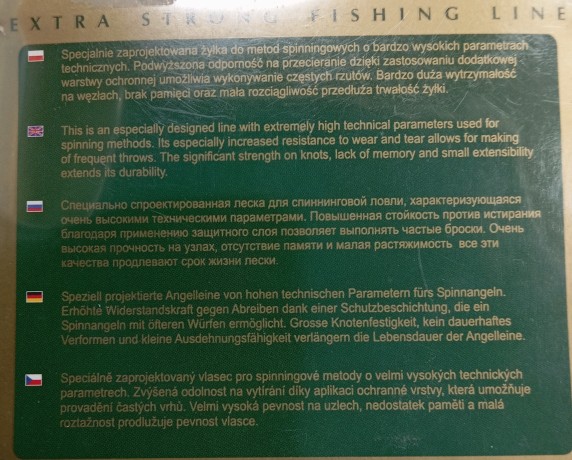 EXTRA STRONG FISHING LINE
Specjalnie zaprojektowana żyłka do metod spinningowych o bardzo wysokich parametrach
technicznych. Podwyższona odporność na przecieranie dzięki zastosowaniu dodatkowej
warstwy ochronnej umożliwia wykonywanie częstych rzutów. Bardzo duża wytrzymałość
na węzłach, brak pamięci oraz mała rozciągliwość przedłuża trwałość żyłki.
This is an especially designed line with extremely high technical parameters used for
spinning methods. Its especially increased resistance to wear and tear allows for making
of frequent throws. The significant strength on knots, lack of memory and small extensibility
extends its durability.
Специально спроектированная леска для спиннинговой ловли, характеризующаяся
очень высокими техническими параметрами. Повышенная стойкость против истирания
благодаря применению защитного слоя позволяет выполнять частые броски. Очень
высокая прочность на узлах, отсутствие памяти и малая растяжимость все эти
качества продлевают срок жизни лески.
Speziell projektierte Angelleine von hohen technischen Parametern fürs Spinnangeln.
Erhöhte Widerstandskraft gegen Abreiben dank einer Schutzbeschichtung, die ein
Spinnangeln mit öfteren Würfen ermöglicht. Grosse Knotenfestigkeit, kein dauerhaftes
Verformen und kleine Ausdehnungsfähigkeit verlängern die Lebensdauer der Angelleine.
Speciálně zaprojektovaný vlasec pro spiningové metody o velmi vysokých technických
parametrech. Zvýšená odolnost na vytírání díky aplikaci ochranné vrstvy, která umožňuje
provádění častých vrhů. Velmi vysoká pevnost na uzlech, nedostatek paměti a malá
roztažnost prodlužuje pevnost vlasce.